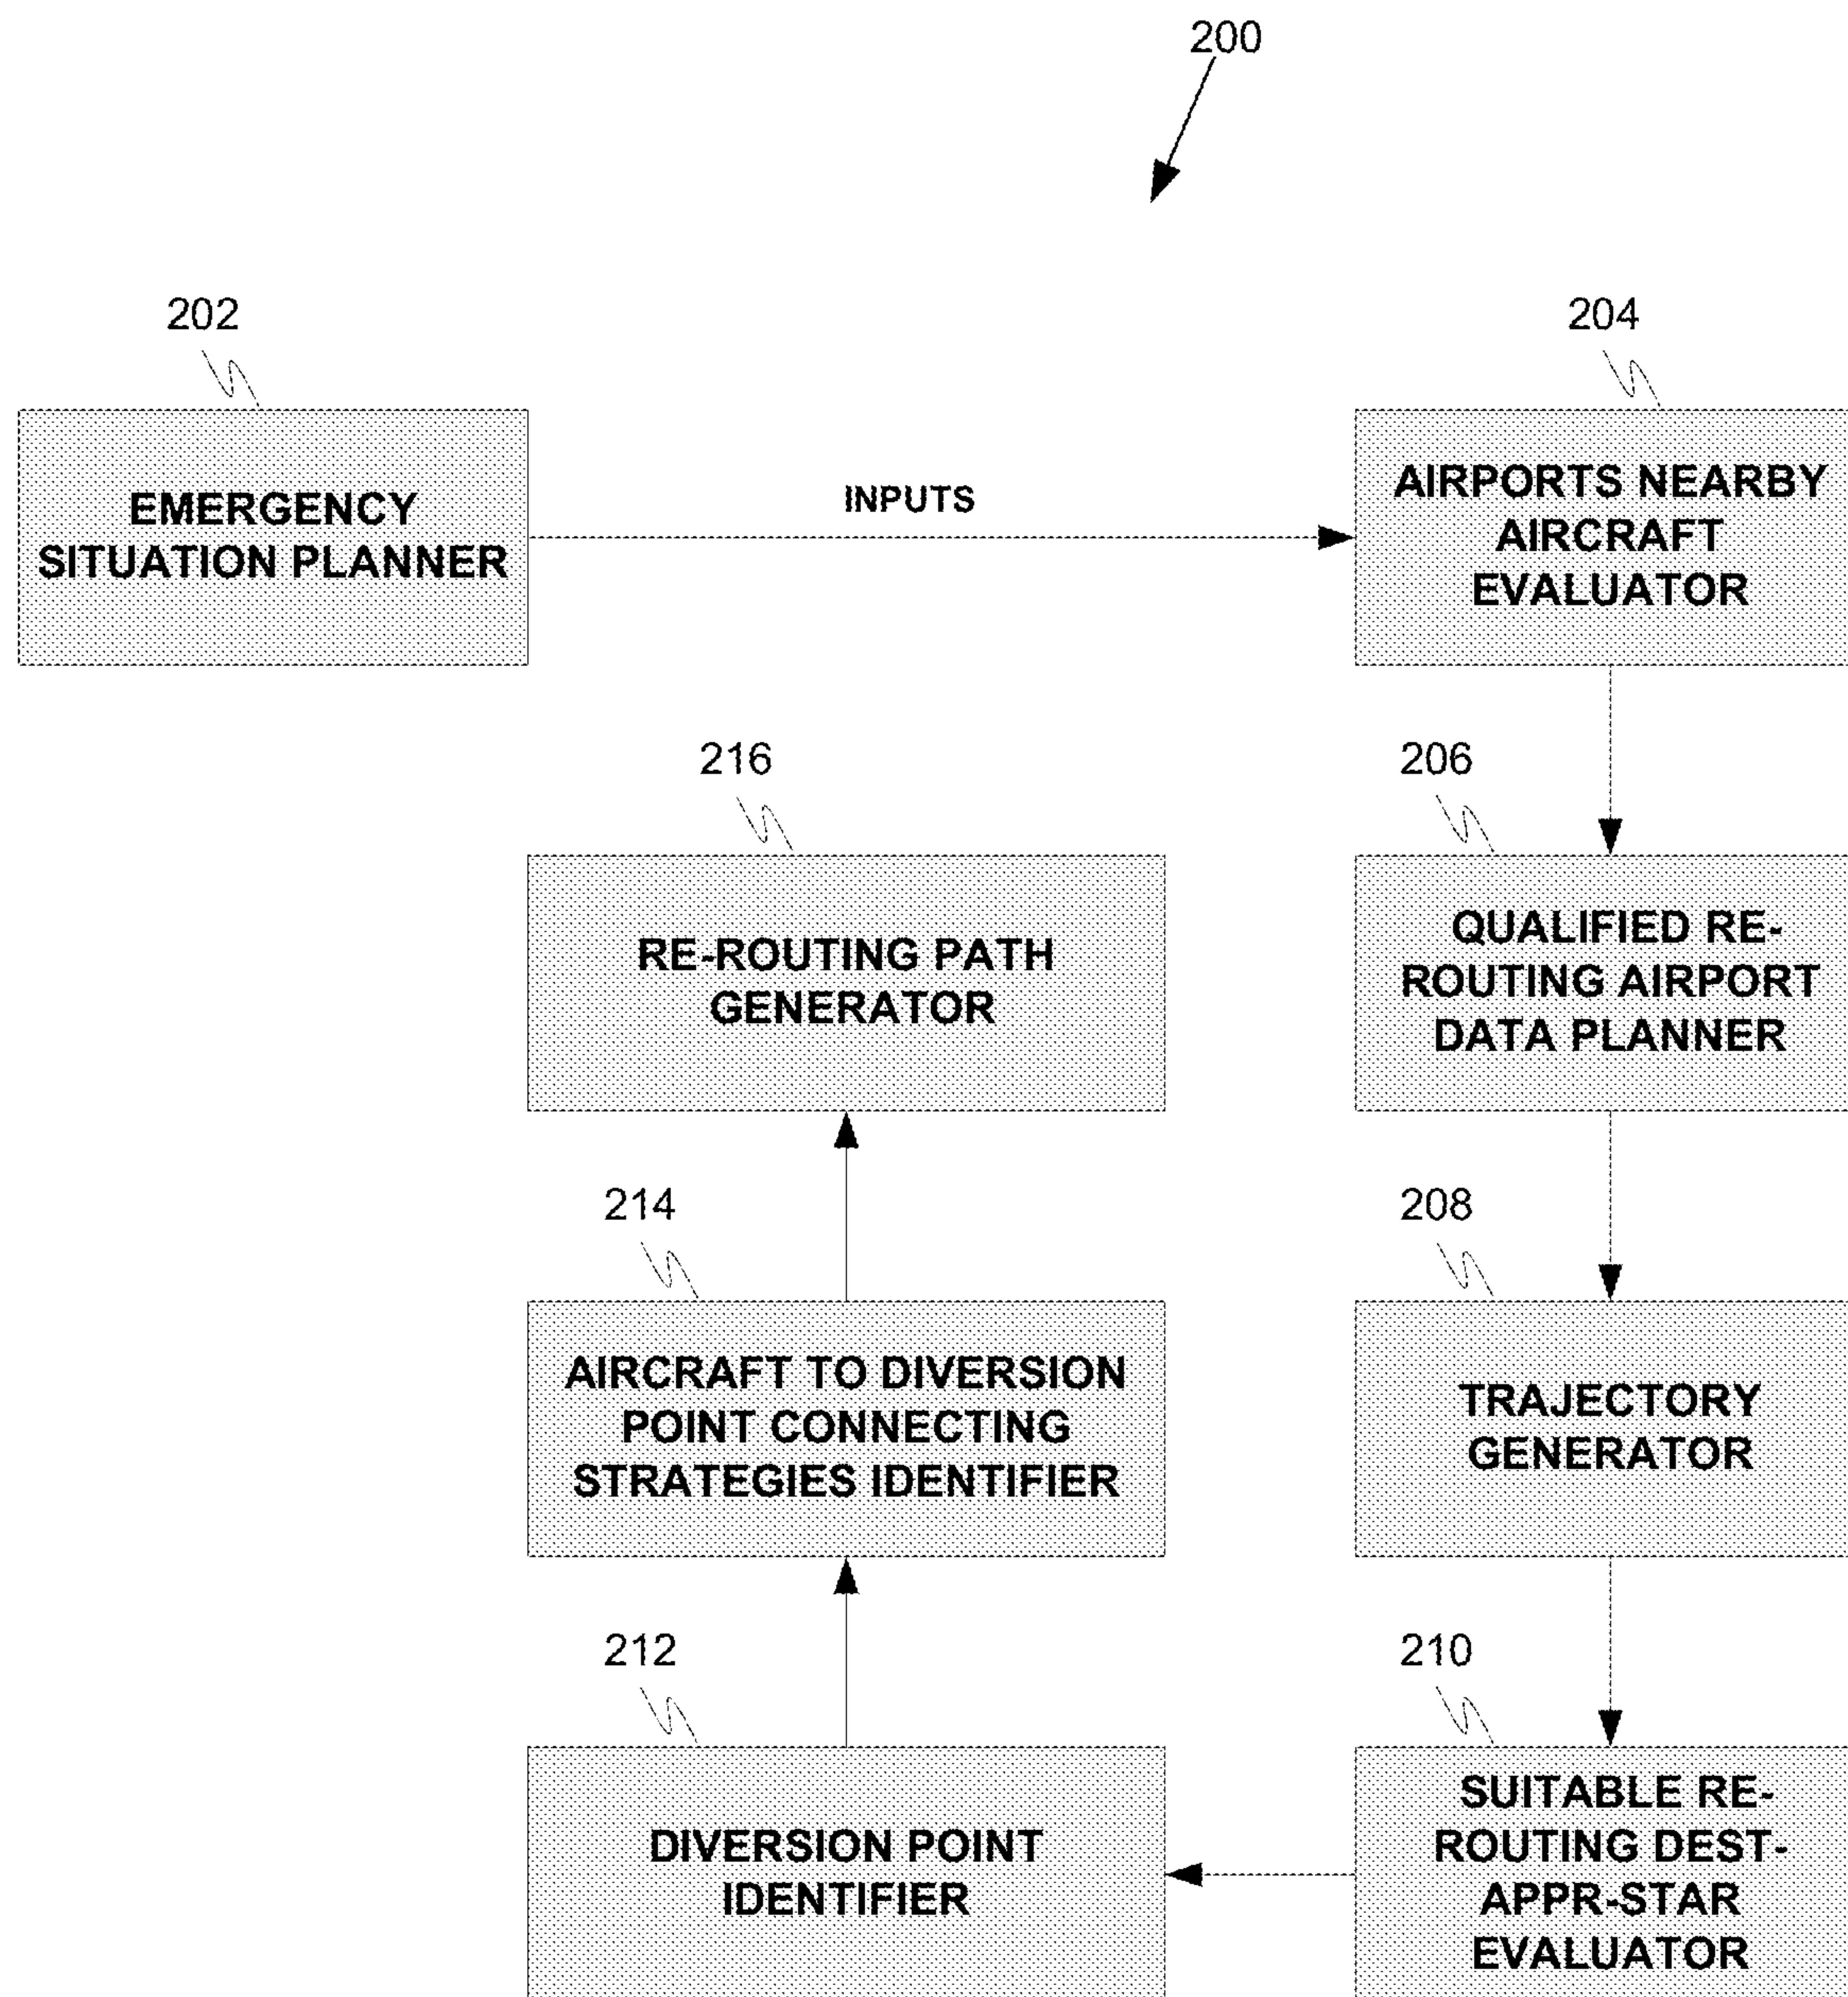 200
202
EMERGENCY
SITUATION PLANNER
INPUTS
204
AIRPORTS NEARBY
AIRCRAFT
EVALUATOR
216
RE-ROUTING PATH
GENERATOR
206
QUALIFIED RE-
ROUTING AIRPORT
DATA PLANNER
214
AIRCRAFT TO DIVERSION
POINT CONNECTING
STRATEGIES IDENTIFIER
208
TRAJECTORY
GENERATOR
212
DIVERSION POINT
IDENTIFIER
210
SUITABLE RE-
ROUTING DEST-
APPR-STAR
EVALUATOR